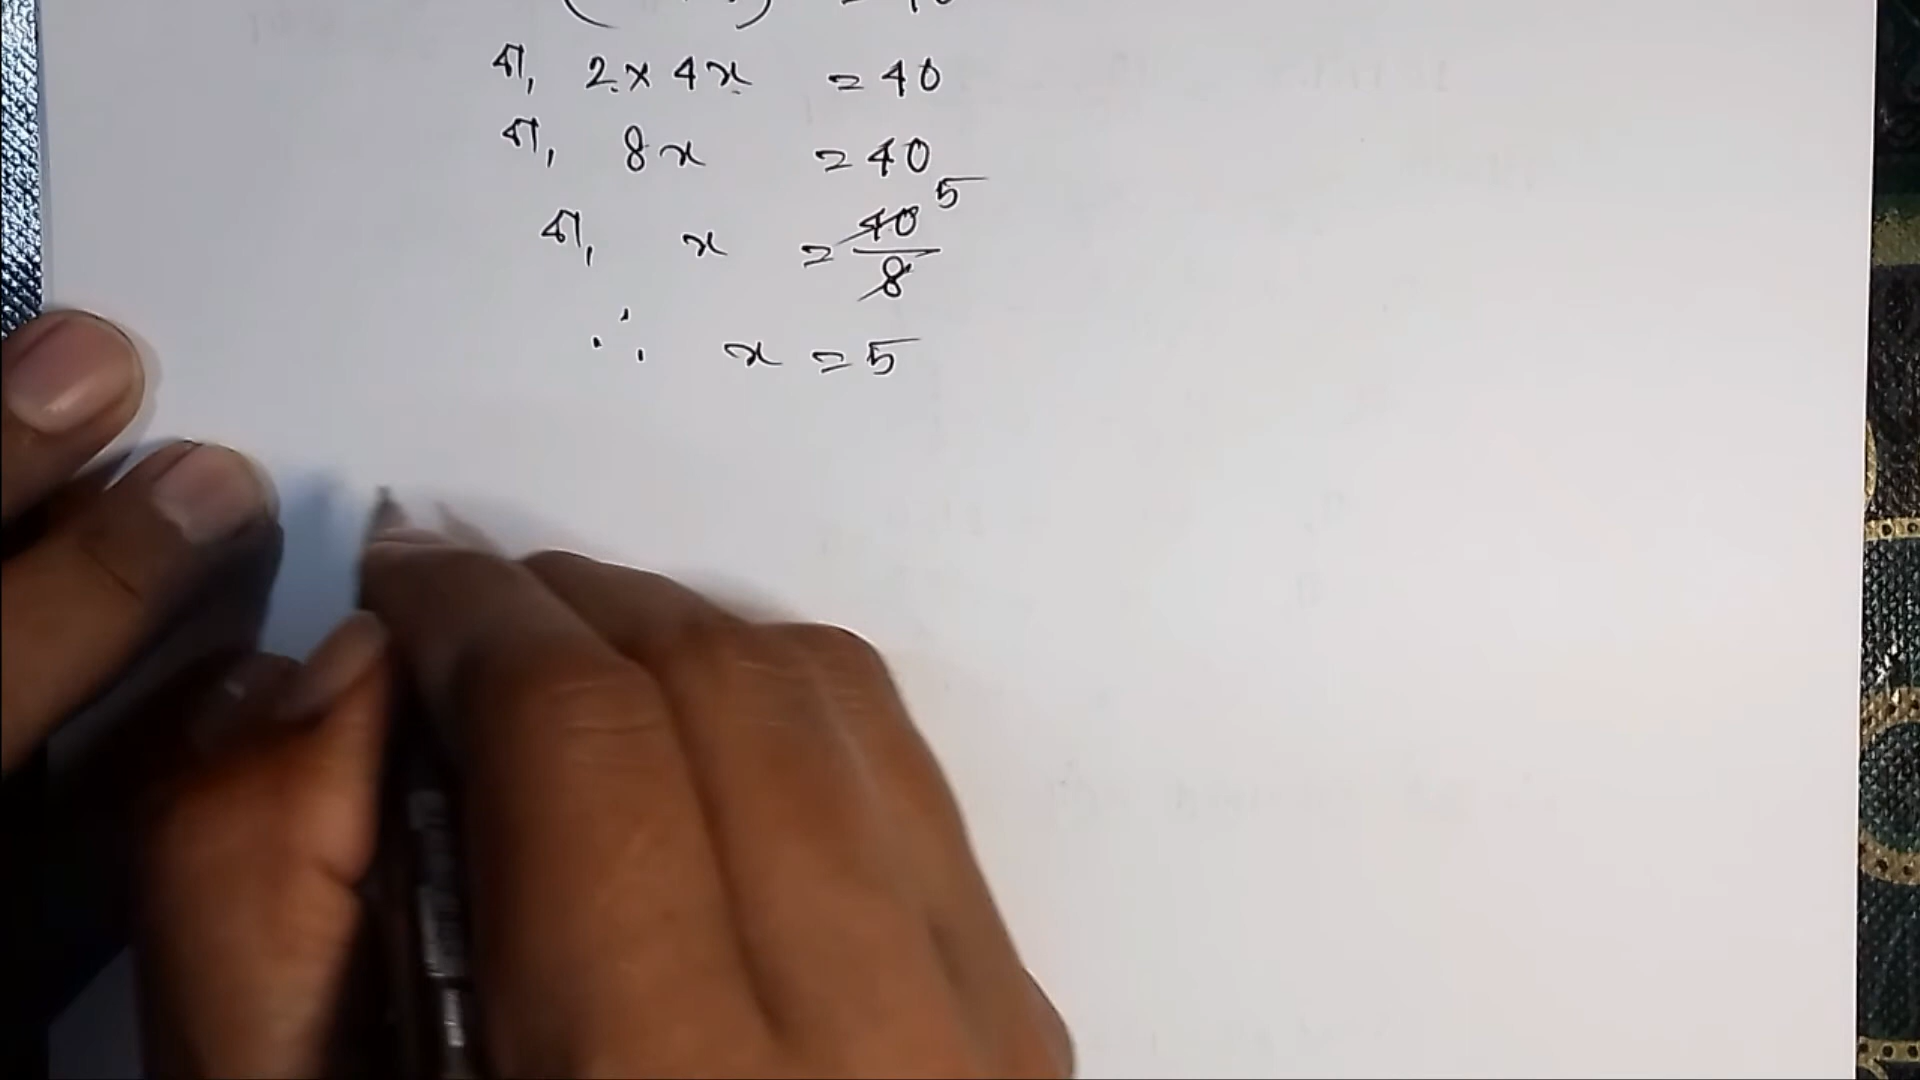 বা, 2 × 4x = 40
বা, 8x = 40
বা, x = 40/8 5
∴ x = 5